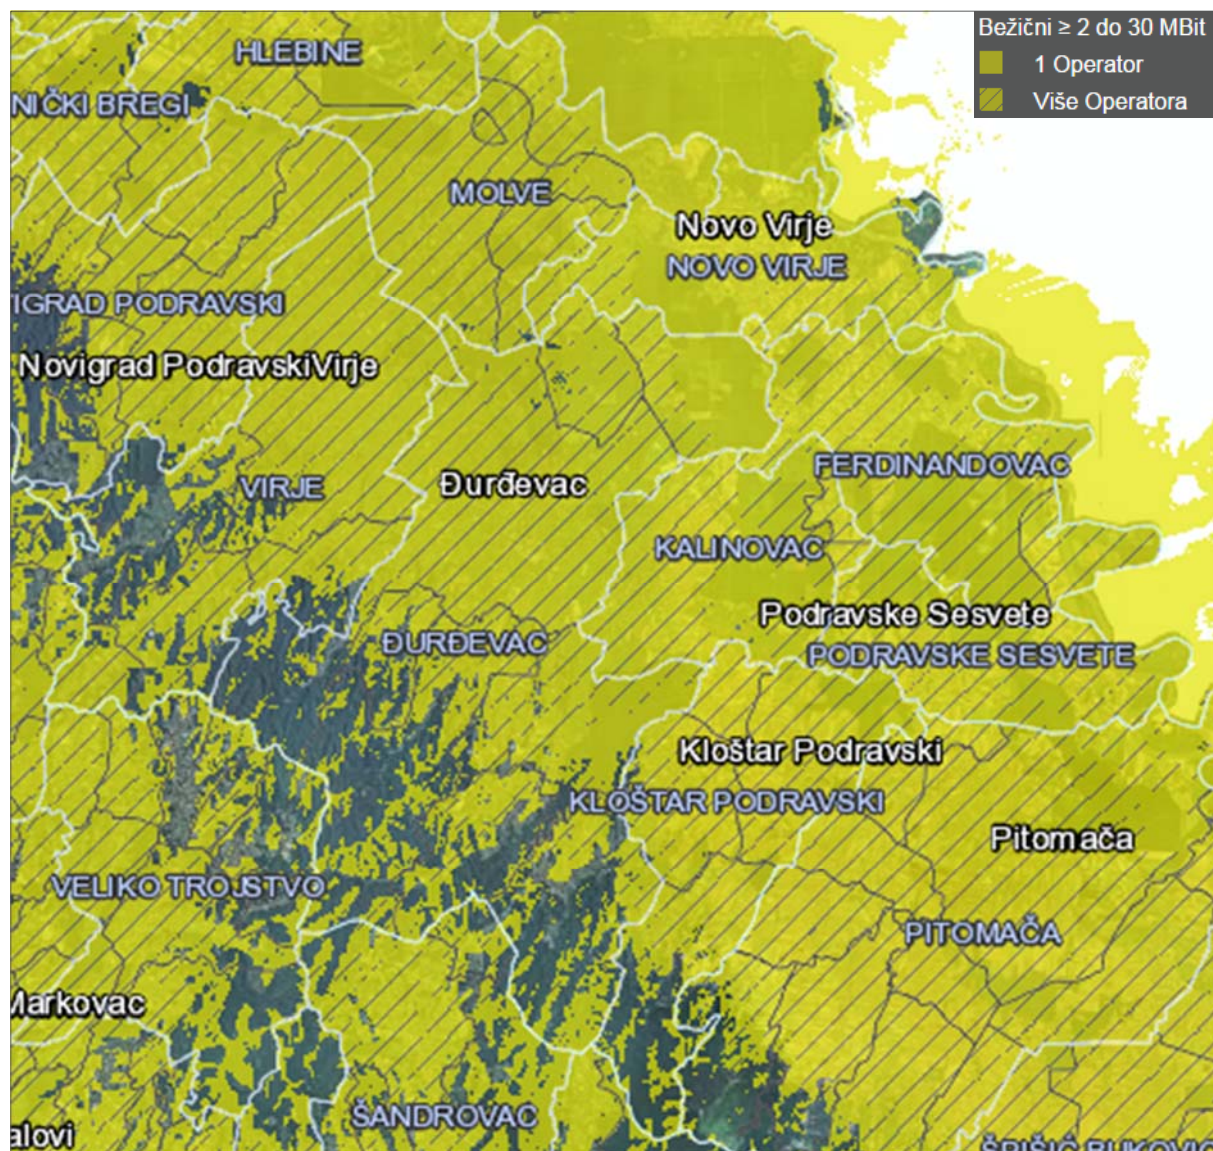 Bežični ≥ 2 do 30 MBit
1 Operator
Više Operatora
HLEBINE
NIČKI BREGI
MOLVE
Novo Virje
NOVO VIRJE
IGRAD PODRAVSKI
Novigrad PodravskiVirje
FERDINANDOVAC
VIRJE
Đurđevac
KALINOVAC
Podravske Sesvete
ĐURĐEVAC
PODRAVSKE SESVETE
Kloštar Podravski
KLOŠTAR PODRAVSKI
Pitomača
VELIKO TROJSTVO
PITOMAČA
Markovac
ŠANDROVAC
alovi
ŠPIŠIĆ BUKOVIC